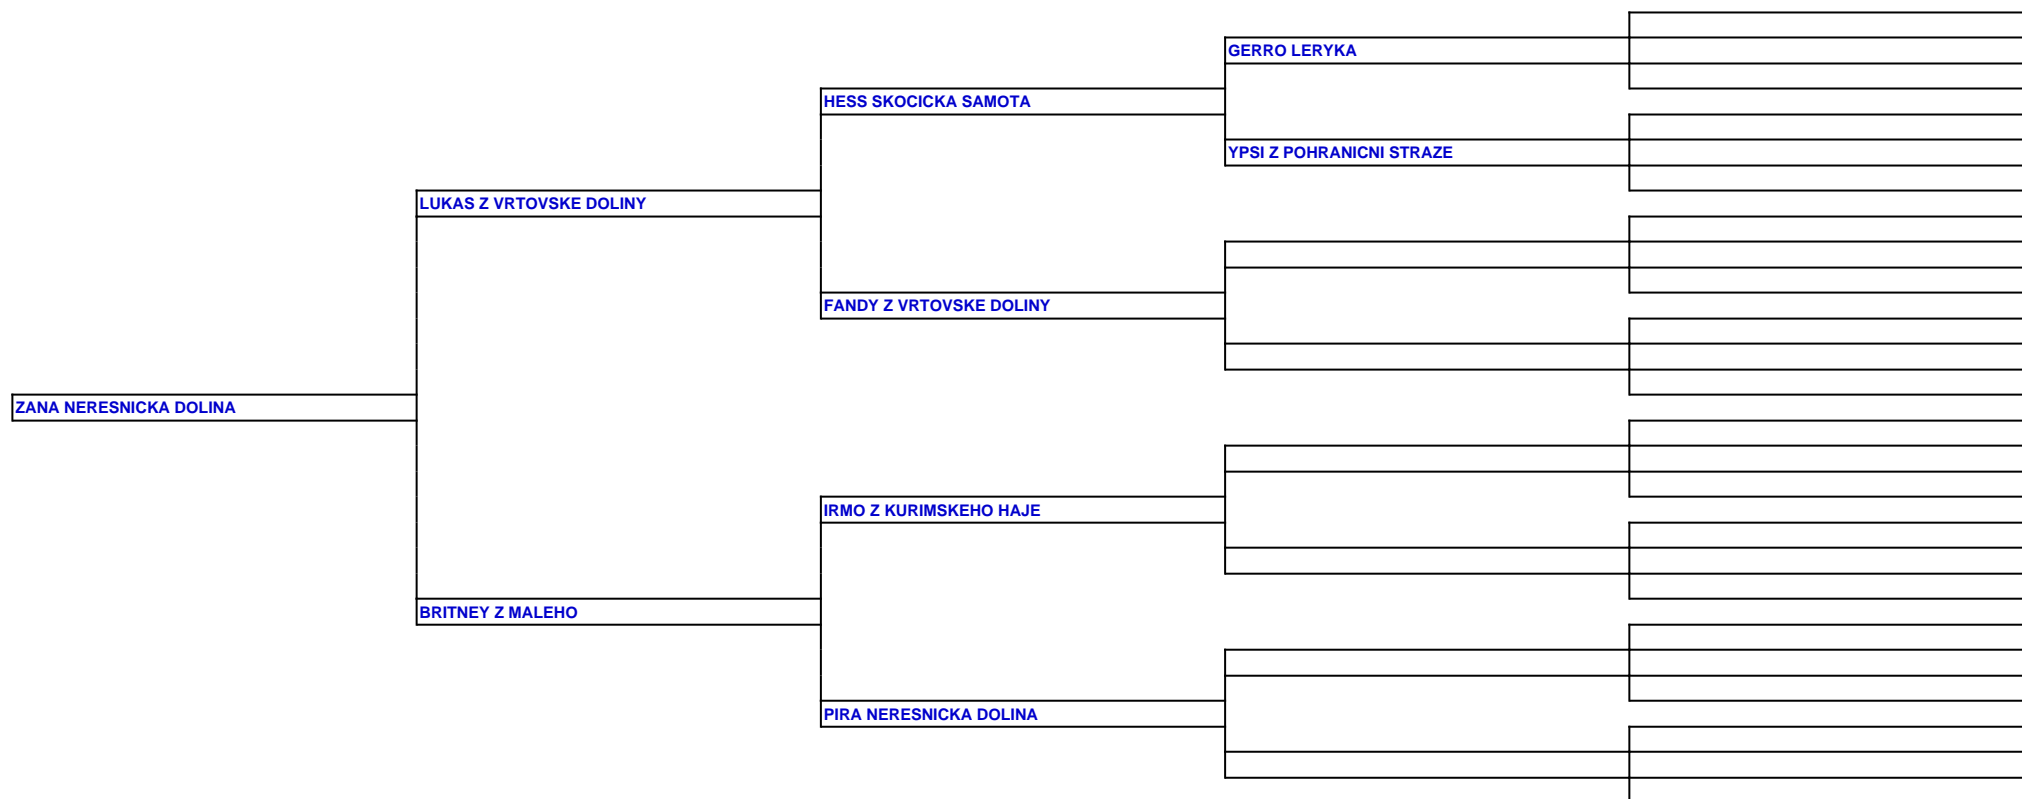 GERRO LERYKA
HESS SKOCICKA SAMOTA
YPSI Z POHRANICNI STRAZE
LUKAS Z VRTOVSKE DOLINY
FANDY Z VRTOVSKE DOLINY
ZANA NERESNICKA DOLINA
IRMO Z KURIMSKEHO HAJE
BRITNEY Z MALEHO
PIRA NERESNICKA DOLINA